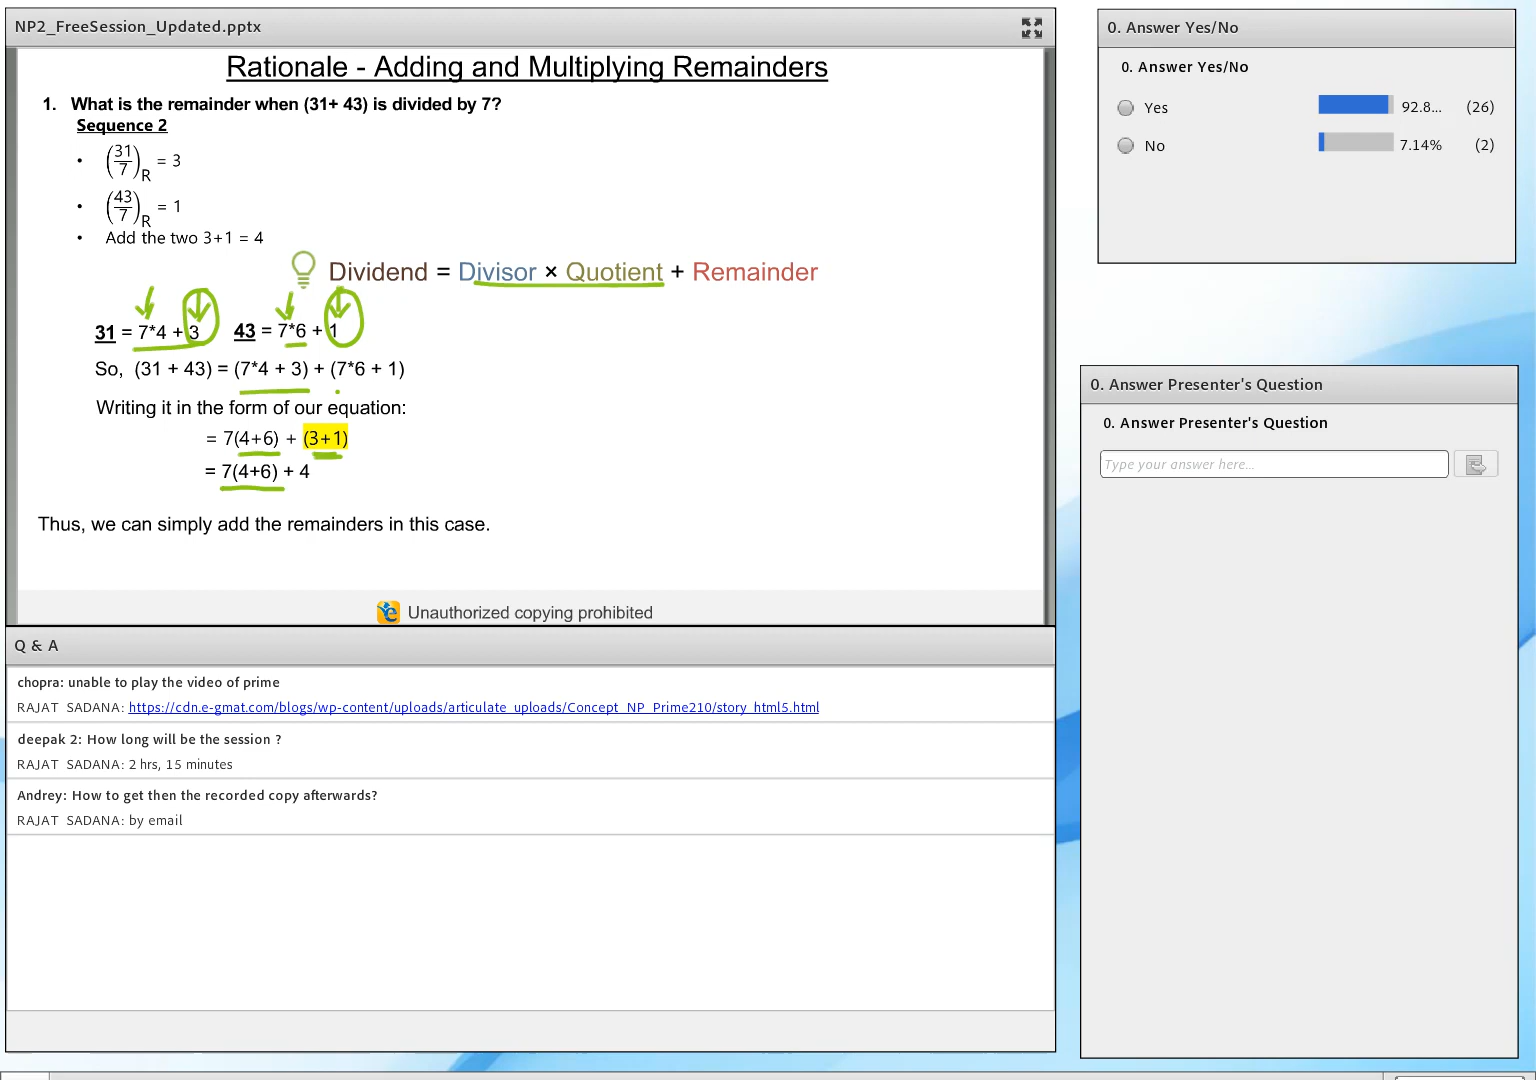 NP2_FreeSession_Updated.pptx
Rationale - Adding and Multiplying Remainders
1. What is the remainder when (31+ 43) is divided by 7?
Sequence 2
• (31/7)R = 3
• (43/7)R = 1
• Add the two 3+1 = 4
Dividend = Divisor × Quotient + Remainder
31 = 7*4 + 3 43 = 7*6 + 1
So, (31 + 43) = (7*4 + 3) + (7*6 + 1)
Writing it in the form of our equation:
= 7(4+6) + (3+1)
= 7(4+6) + 4
Thus, we can simply add the remainders in this case.
Unauthorized copying prohibited
Q & A
chopra: unable to play the video of prime
RAJAT SADANA: https://cdn.e-gmat.com/blogs/wp-content/uploads/articulate_uploads/Concept_NP_Prime210/story_html5.html
deepak 2: How long will be the session ?
RAJAT SADANA: 2 hrs, 15 minutes
Andrey: How to get then the recorded copy afterwards?
RAJAT SADANA: by email
0. Answer Yes/No
0. Answer Yes/No
Yes 92.8... (26)
No 7.14% (2)
0. Answer Presenter's Question
0. Answer Presenter's Question
Type your answer here...